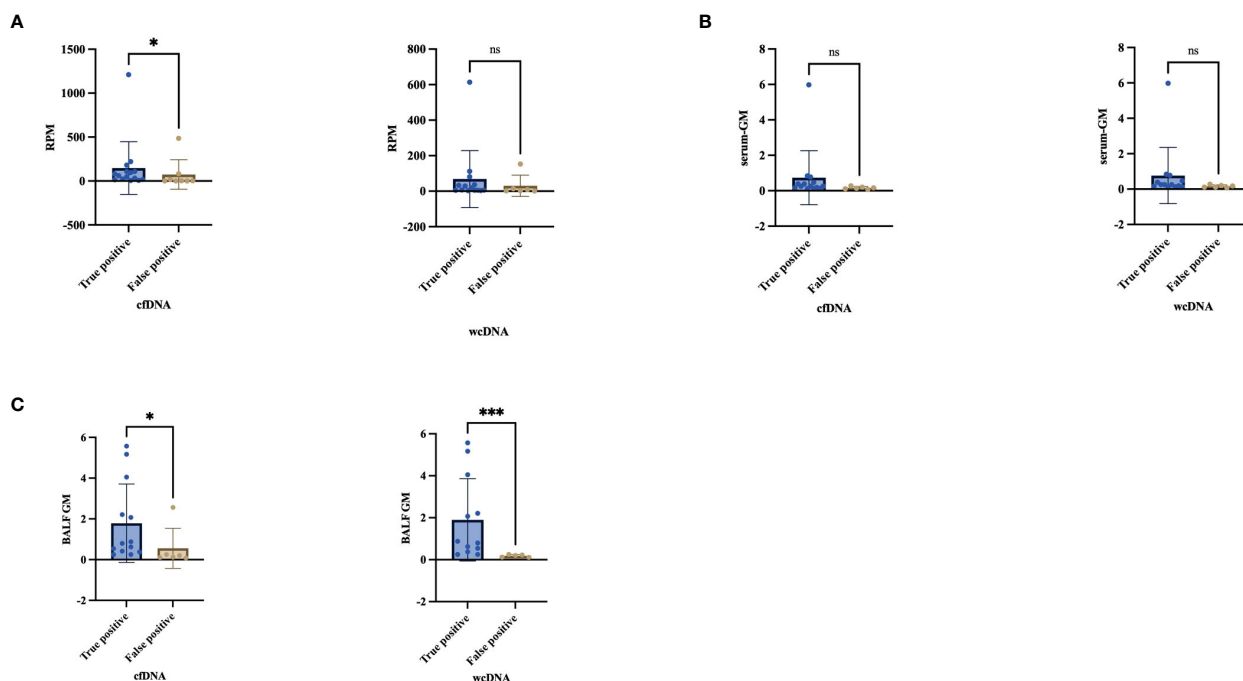 A
*
1500
1000
500
0
-500
RPM
True positive
False positive
cfDNA
ns
800
600
400
200
0
-200
RPM
True positive
False positive
wcDNA
B
ns
8
6
4
2
0
-2
serum-GM
True positive
False positive
cfDNA
ns
8
6
4
2
0
-2
serum-GM
True positive
False positive
wcDNA
C
*
6
4
2
0
-2
BALF GM
True positive
False positive
cfDNA
***
6
4
2
0
-2
BALF GM
True positive
False positive
wcDNA